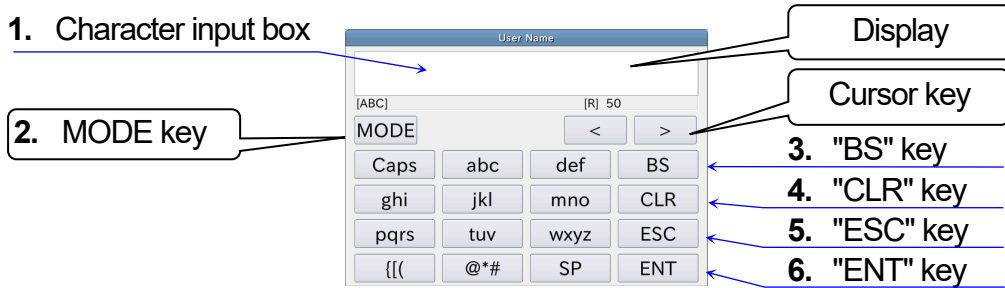 1. Character input box
User Name
Display
[ABC] [R] 50
Cursor key
2. MODE key
MODE < >
3. "BS" key
Caps abc def BS
4. "CLR" key
ghi jkl mno CLR
5. "ESC" key
pqrs tuv wxyz ESC
6. "ENT" key
{[( @*# SP ENT